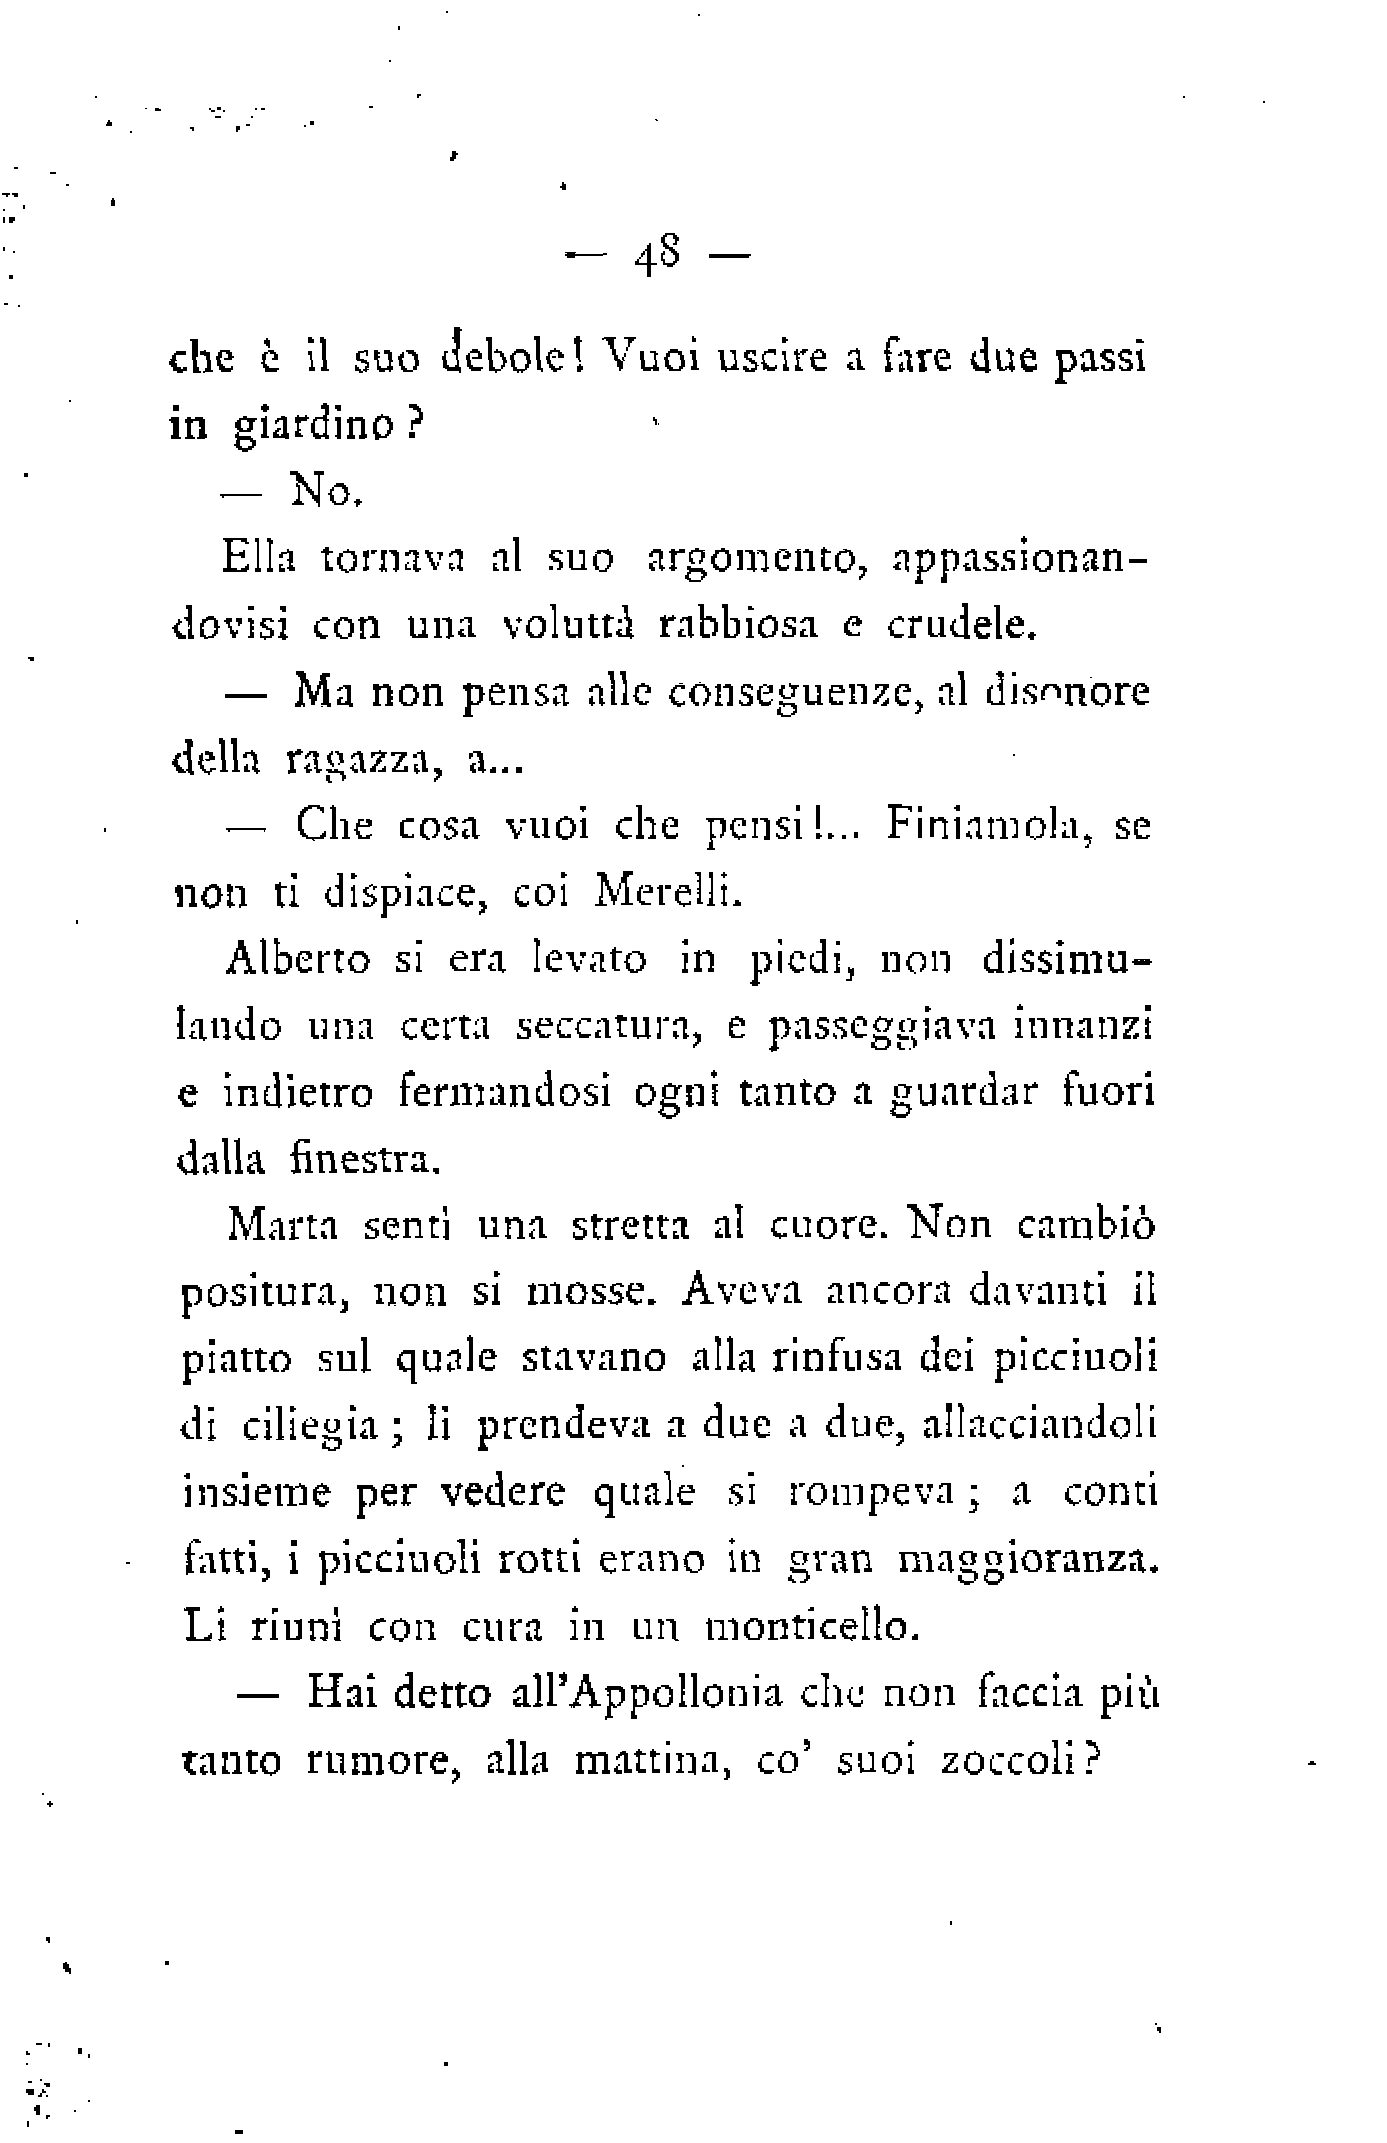 — 48 —
che è il suo debole! Vuoi uscire a fare due passi
in giardino?
— No.
Ella tornava al suo argomento, appassionan-
dovisi con una voluttà rabbiosa e crudele.
— Ma non pensa alle conseguenze, al disonore
della ragazza, a...
— Che cosa vuoi che pensi!... Finiamola, se
non ti dispiace, coi Merelli.
Alberto si era levato in piedi, non dissimu-
lando una certa seccatura, e passeggiava innanzi
e indietro fermandosi ogni tanto a guardar fuori
dalla finestra.
Marta sentì una stretta al cuore. Non cambiò
positura, non si mosse. Aveva ancora davanti il
piatto sul quale stavano alla rinfusa dei picciuoli
di ciliegia; li prendeva a due a due, allacciandoli
insieme per vedere quale si rompeva; a conti
fatti, i picciuoli rotti erano in gran maggioranza.
Li riunì con cura in un monticello.
— Hai detto all'Appollonia che non faccia più
tanto rumore, alla mattina, co' suoi zoccoli?